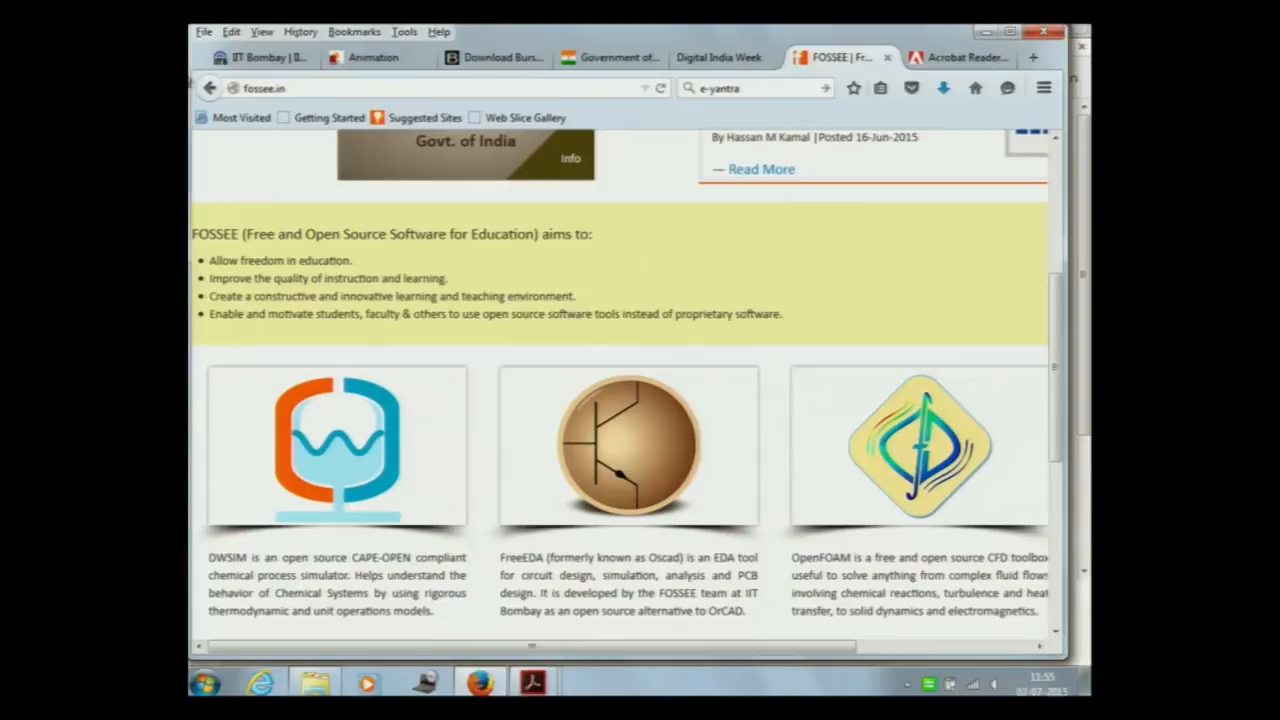 File Edit View History Bookmarks Tools Help
IIT Bombay | II... Animation Download Burs... Government of... Digital India Week FOSSEE | Fr... × Acrobat Reader... +
fossee.in e-yantra
Most Visited Getting Started Suggested Sites Web Slice Gallery
Govt. of India
Info
By Hassan M Kamal |Posted 16-Jun-2015
— Read More
FOSSEE (Free and Open Source Software for Education) aims to:
• Allow freedom in education.
• Improve the quality of instruction and learning.
• Create a constructive and innovative learning and teaching environment.
• Enable and motivate students, faculty & others to use open source software tools instead of proprietary software.
DWSIM is an open source CAPE-OPEN compliant
chemical process simulator. Helps understand the
behavior of Chemical Systems by using rigorous
thermodynamic and unit operations models.
FreeEDA (formerly known as Oscad) is an EDA tool
for circuit design, simulation, analysis and PCB
design. It is developed by the FOSSEE team at IIT
Bombay as an open source alternative to OrCAD.
OpenFOAM is a free and open source CFD toolbox
useful to solve anything from complex fluid flows
involving chemical reactions, turbulence and heat
transfer, to solid dynamics and electromagnetics.
11:55
02-07-2015